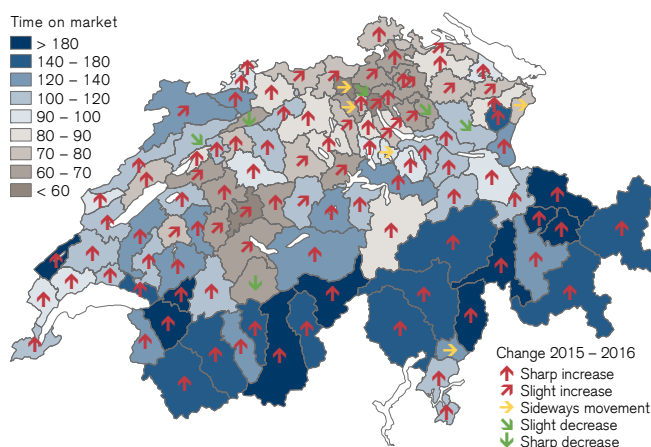 Time on market
> 180
140 – 180
120 – 140
100 – 120
90 – 100
80 – 90
70 – 80
60 – 70
< 60
Change 2015 – 2016
Sharp increase
Slight increase
Sideways movement
Slight decrease
Sharp decrease